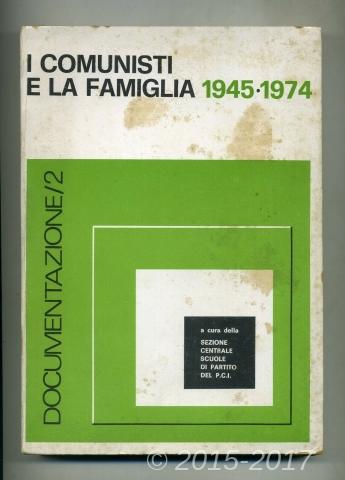 I COMUNISTI
E LA FAMIGLIA 1945·1974
DOCUMENTAZIONE/2
a cura della
SEZIONE
CENTRALE
SCUOLE
DI PARTITO
DEL P.C.I.
© 2015-2017